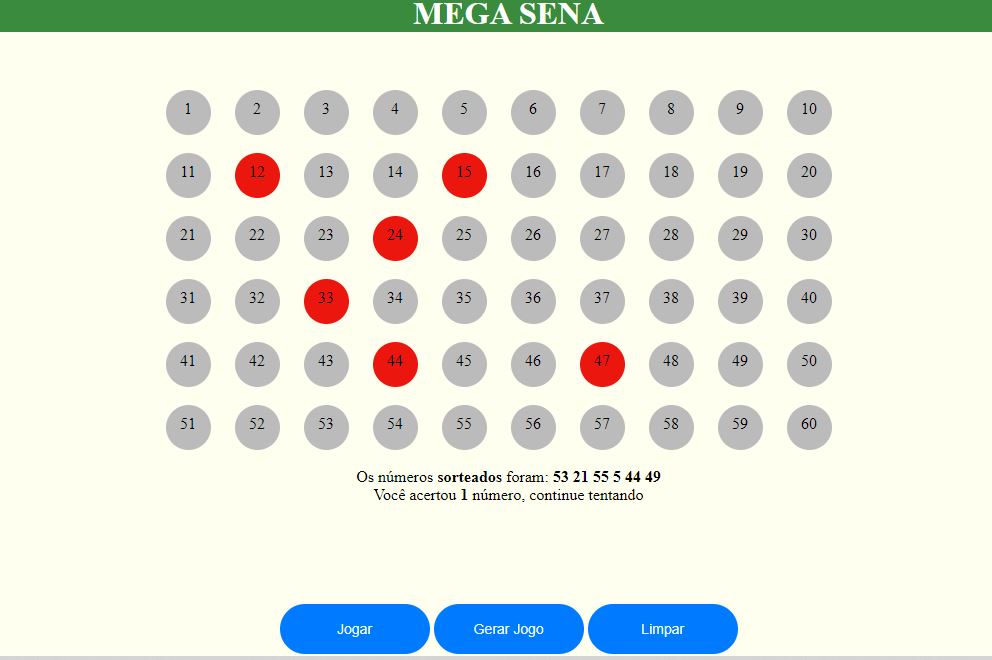 MEGA SENA
1 2 3 4 5 6 7 8 9 10
11 12 13 14 15 16 17 18 19 20
21 22 23 24 25 26 27 28 29 30
31 32 33 34 35 36 37 38 39 40
41 42 43 44 45 46 47 48 49 50
51 52 53 54 55 56 57 58 59 60
Os números sorteados foram: 53 21 55 5 44 49
Você acertou 1 número, continue tentando
Jogar Gerar Jogo Limpar